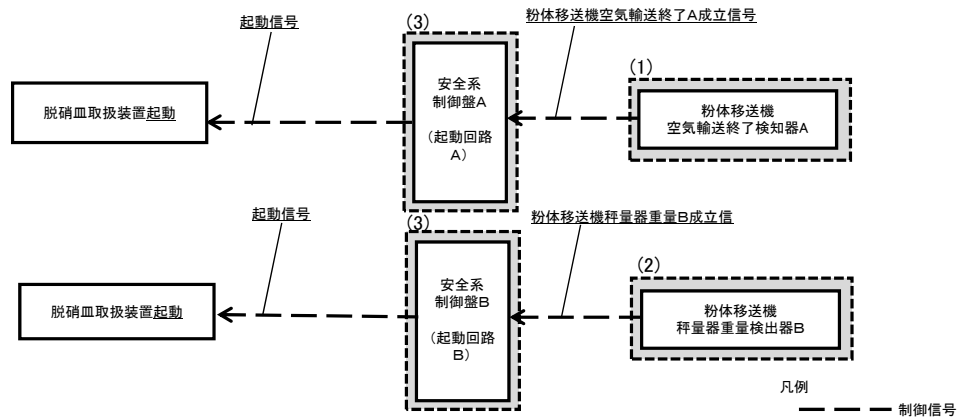 起動信号
(3)
粉体移送機空気輸送終了A成立信号
(1)
脱硝皿取扱装置起動
安全系
制御盤A
(起動回路
A)
粉体移送機
空気輸送終了検知器A
起動信号
(3)
粉体移送機秤量器重量B成立信
(2)
脱硝皿取扱装置起動
安全系
制御盤B
(起動回路
B)
粉体移送機
秤量器重量検出器B
凡例
制御信号